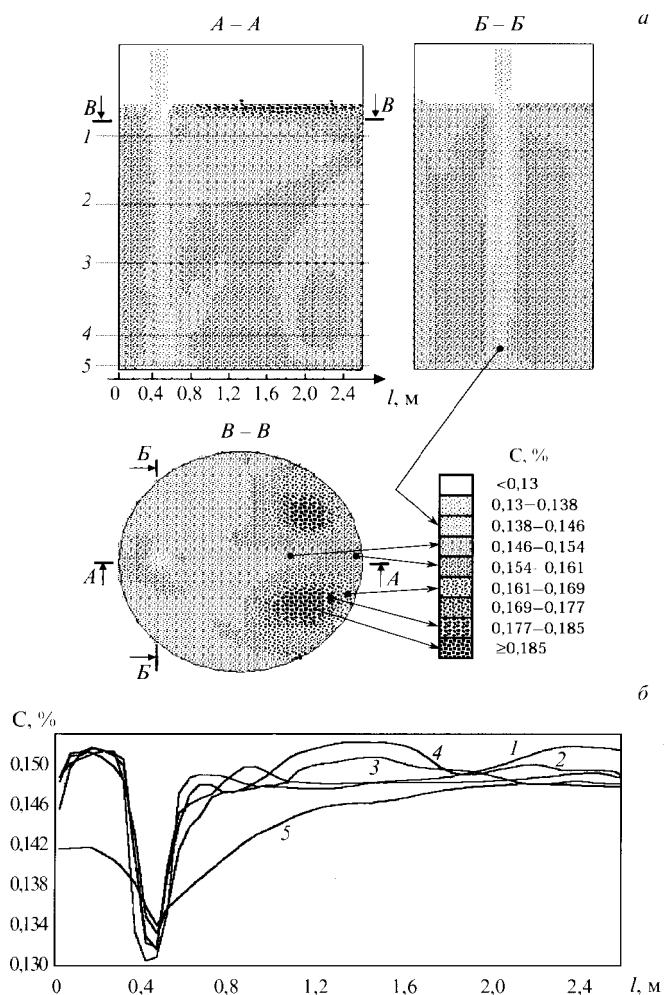 а
А – А
Б – Б
В
В
1
2
3
4
5
0 0,4 0,8 1,2 1,6 2,0 2,4 l, м
В – В
Б
А
А
Б
С, %
<0,13
0,13–0,138
0,138–0,146
0,146–0,154
0,154- 0,161
0,161–0,169
0,169–0,177
0,177–0,185
≥0,185
б
С, %
0,150
0,146
0,142
0,138
0,134
0,130
4
1
3
2
5
0 0,4 0,8 1,2 1,6 2,0 2,4 l, м